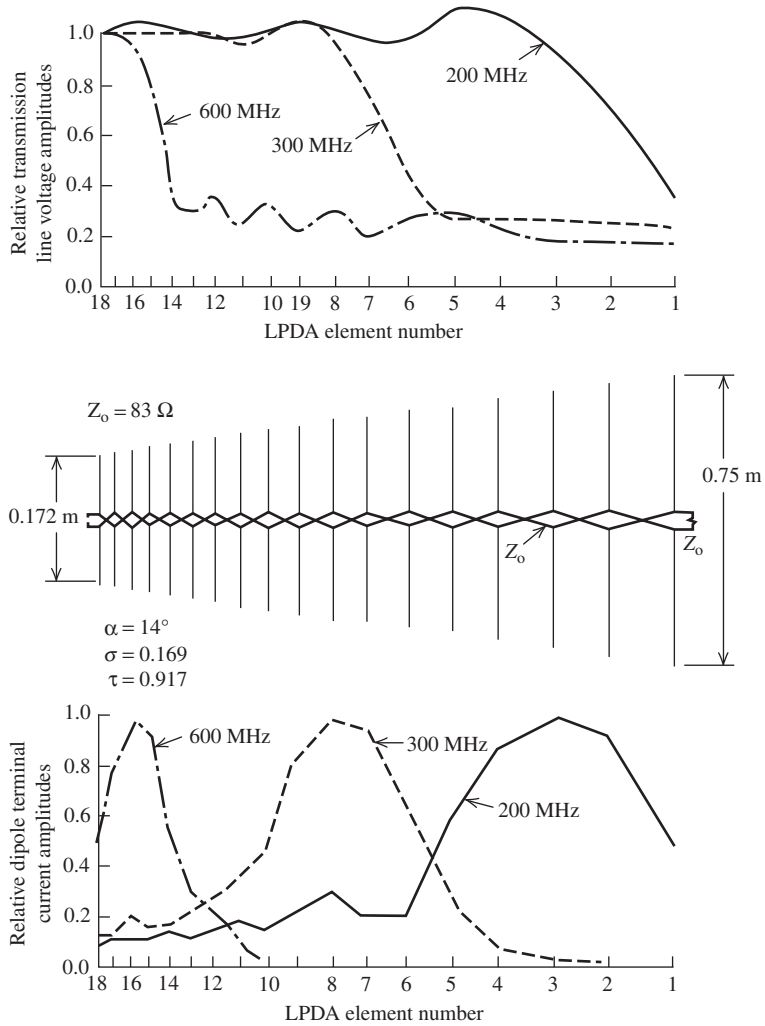 Relative transmission
line voltage amplitudes
1.0
0.8
0.6
0.4
0.2
0.0
600 MHz
300 MHz
200 MHz
18 16 14 12 10 19 8 7 6 5 4 3 2 1
LPDA element number
Zo = 83 Ω
0.172 m
0.75 m
Zo
Zo
α = 14°
σ = 0.169
τ = 0.917
Relative dipole terminal
current amplitudes
1.0
0.8
0.6
0.4
0.2
0.0
600 MHz
300 MHz
200 MHz
18 16 14 12 10 8 7 6 5 4 3 2 1
LPDA element number